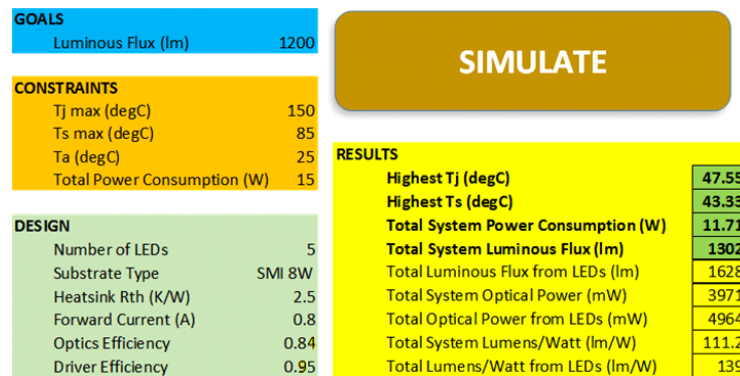 GOALS
Luminous Flux (lm) 1200
CONSTRAINTS
Tj max (degC) 150
Ts max (degC) 85
Ta (degC) 25
Total Power Consumption (W) 15
DESIGN
Number of LEDs 5
Substrate Type SMI 8W
Heatsink Rth (K/W) 2.5
Forward Current (A) 0.8
Optics Efficiency 0.84
Driver Efficiency 0.95
SIMULATE
RESULTS
Highest Tj (degC) 47.55
Highest Ts (degC) 43.33
Total System Power Consumption (W) 11.71
Total System Luminous Flux (lm) 1302
Total Luminous Flux from LEDs (lm) 1628
Total System Optical Power (mW) 3971
Total Optical Power from LEDs (mW) 4964
Total System Lumens/Watt (lm/W) 111.2
Total Lumens/Watt from LEDs (lm/W) 139